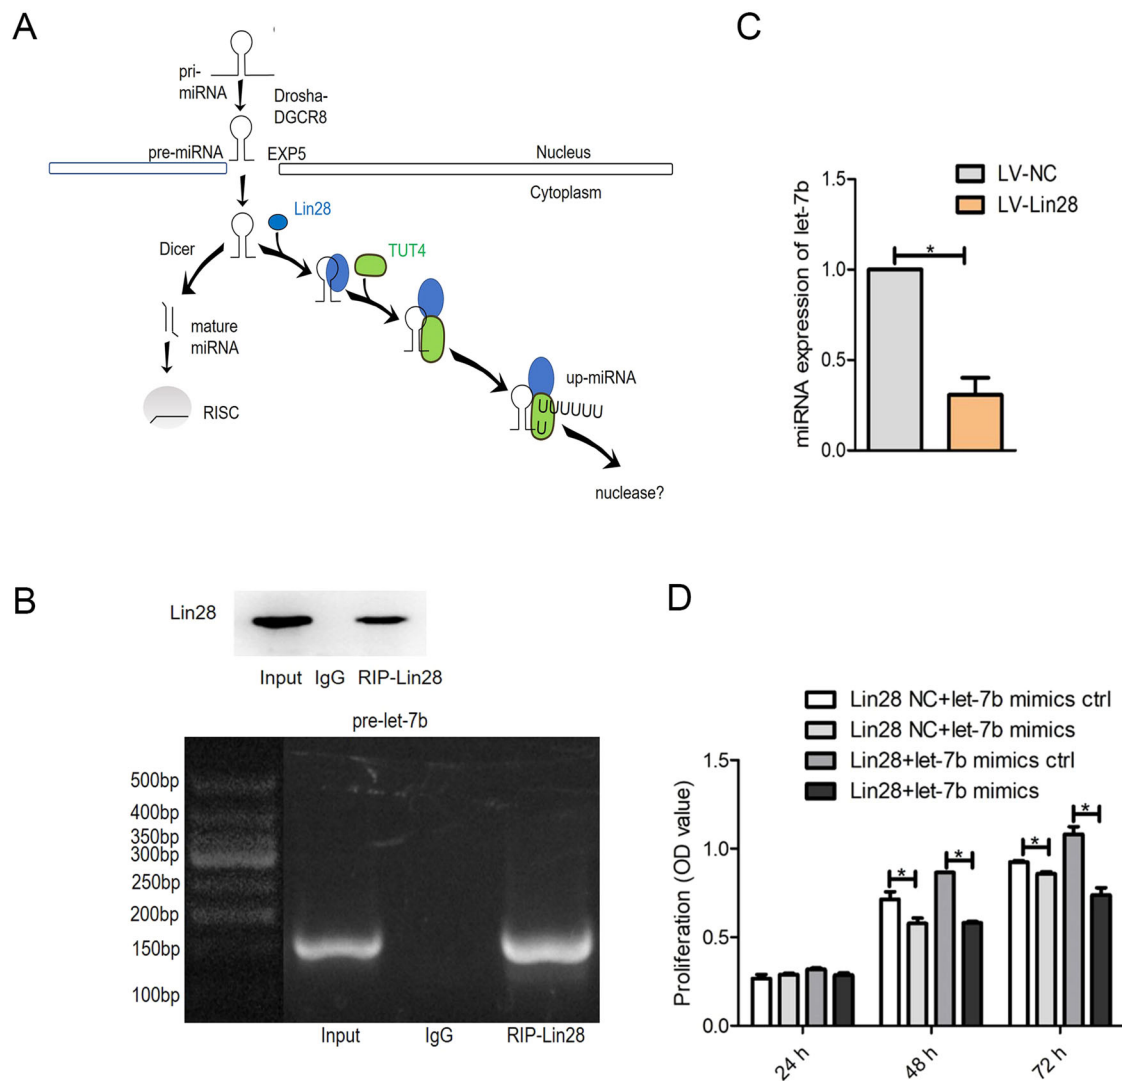 A
pri-
miRNA
Drosha-
DGCR8
pre-miRNA
EXP5
Nucleus
Cytoplasm
Lin28
Dicer
TUT4
mature
miRNA
up-miRNA
UUUUUUU
U
RISC
nuclease?
C
miRNA expression of let-7b
LV-NC
LV-Lin28
1.5
1.0
0.5
0.0
*
B
Lin28
Input IgG RIP-Lin28
pre-let-7b
500bp
400bp
350bp
300bp
250bp
200bp
150bp
100bp
Input IgG RIP-Lin28
D
Lin28 NC+let-7b mimics ctrl
Lin28 NC+let-7b mimics
Lin28+let-7b mimics ctrl
Lin28+let-7b mimics
Proliferation (OD value)
1.5
1.0
0.5
0.0
* * * *
24 h 48 h 72 h